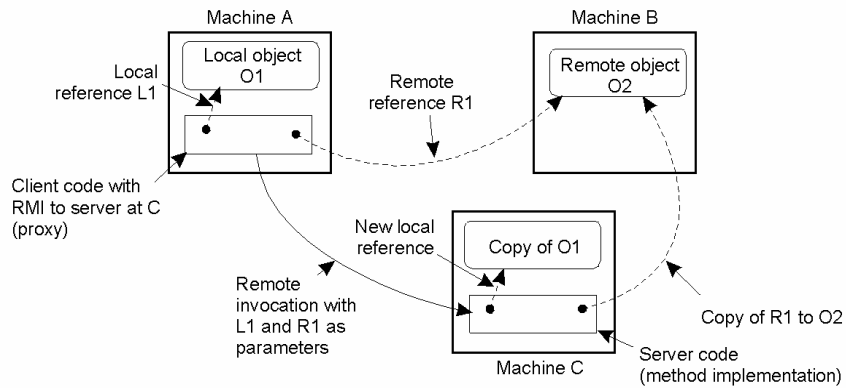 Machine A
Machine B
Local object
O1
Remote object
O2
Local
reference L1
Remote
reference R1
Client code with
RMI to server at C
(proxy)
New local
reference
Copy of O1
Remote
invocation with
L1 and R1 as
parameters
Copy of R1 to O2
Machine C
Server code
(method implementation)